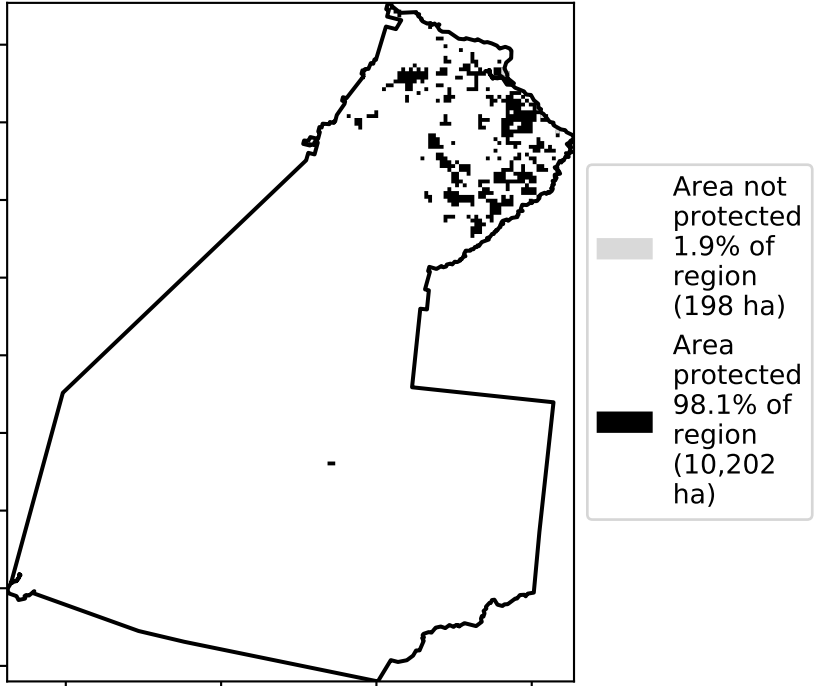 Area not
protected
1.9% of
region
(198 ha)
Area
protected
98.1% of
region
(10,202
ha)